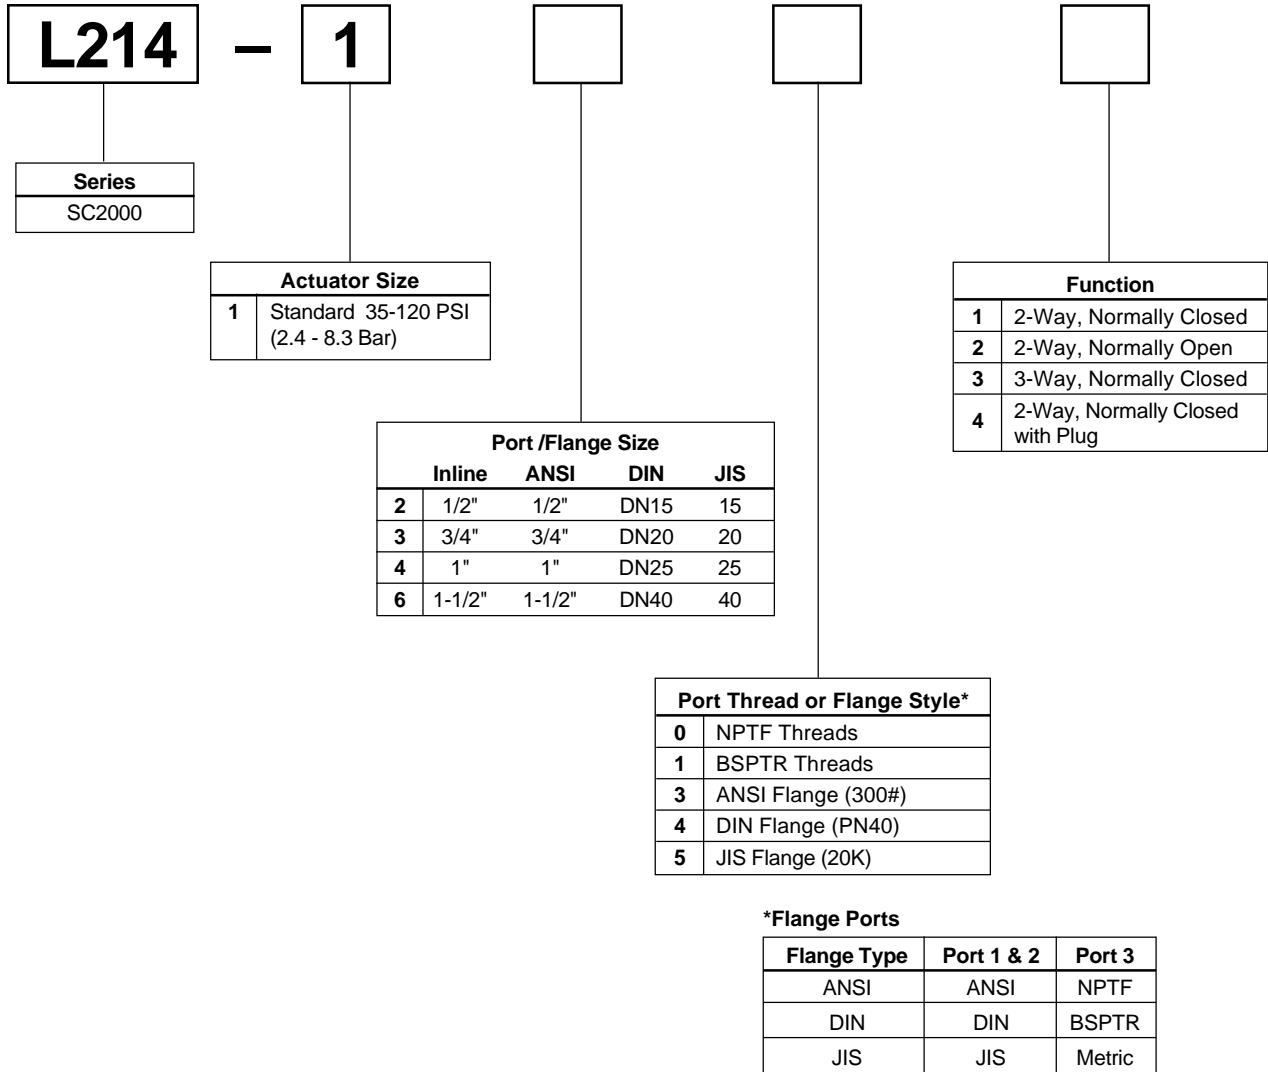 L214 – 1
Series
SC2000
Actuator Size
1 Standard 35-120 PSI
(2.4 - 8.3 Bar)
Function
1 2-Way, Normally Closed
2 2-Way, Normally Open
3 3-Way, Normally Closed
4 2-Way, Normally Closed
with Plug
Port /Flange Size
Inline ANSI DIN JIS
2 1/2" 1/2" DN15 15
3 3/4" 3/4" DN20 20
4 1" 1" DN25 25
6 1-1/2" 1-1/2" DN40 40
Port Thread or Flange Style*
0 NPTF Threads
1 BSPTR Threads
3 ANSI Flange (300#)
4 DIN Flange (PN40)
5 JIS Flange (20K)
*Flange Ports
Flange Type Port 1 & 2 Port 3
ANSI ANSI NPTF
DIN DIN BSPTR
JIS JIS Metric